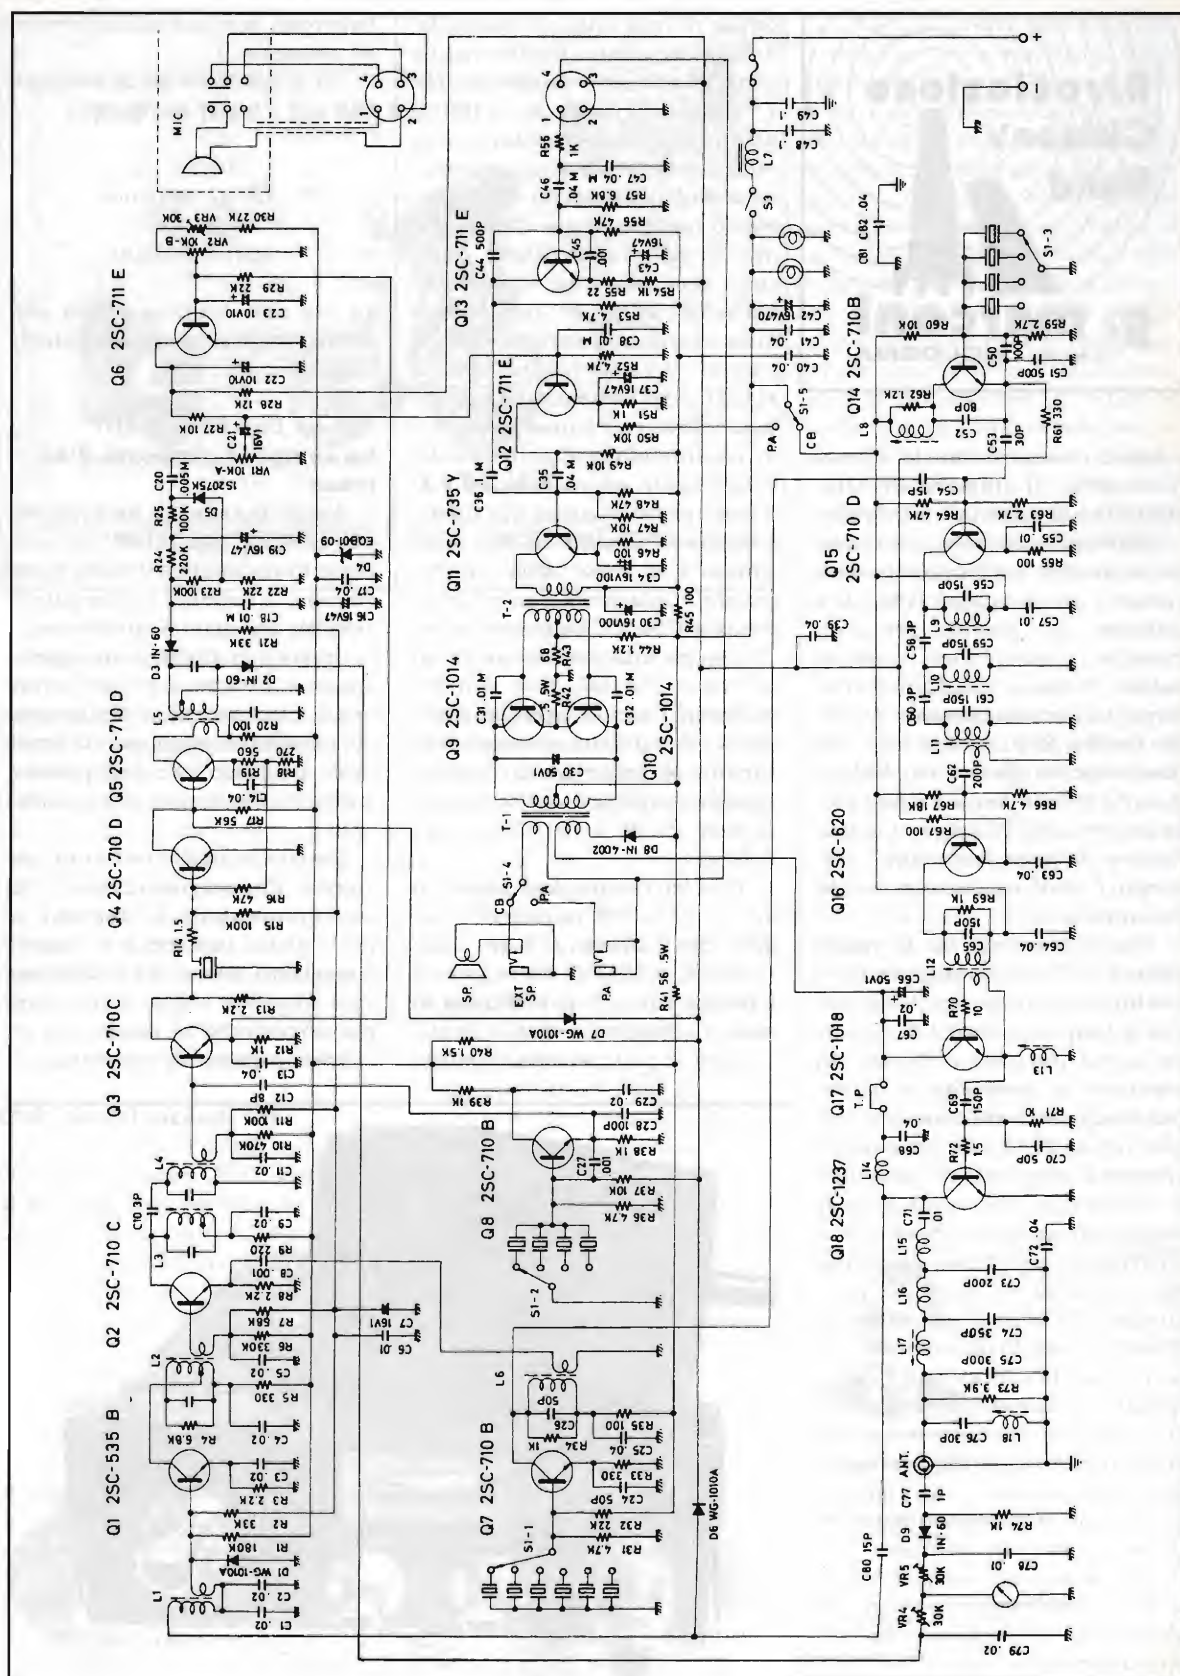 Q1 2SC-535 B
Q2 2SC-710 C
Q3 2SC-710 C
Q4 2SC-710 D
Q5 2SC-710 D
Q6 2SC-711 E
MIC
1
2
3
4
L1
C1 .02
C2 .02
D1 WG-1010A
R1 180K
R2 33K
R3 2.2K
C3 .02
R4 6.8K
C4 .02
L2
R5 330
C5 .02
R6 330K
R7 68K
R8 2.2K
C8 .001
R9 220
C9 .02
L3
C10 3P
L4
C11 .02
R10 470K
R11 100K
C12 8P
C13 .04
R12 1K
R13 2.2K
R14 1.5
R15 100K
R16 47K
R17 56K
C14 .04
R19 560
R18 270
R20 100
L5
D2 IN-60
D3 IN-60
R21 33K
C18 .01 M
R22 22K
R23 100K
R24 220K
C19 16V.47
R25 100K
D5 1S2075K
C20 .005M
VR1 10K-A
C21 16V1
R27 10K
R28 12K
C22 10V10
C23 10V10
R29 22K
VR2 10K-B
VR3 30K
R30 27K
C6 .01
C7 16V1
C16 16V47
C17 .04
D4 EQB01-09
Q7 2SC-710 B
Q8 2SC-710 B
Q9 2SC-1014
Q10 2SC-1014
Q11 2SC-735 Y
Q12 2SC-711 E
Q13 2SC-711 E
S1-1
R31 4.7K
R32 22K
C24 50P
R33 330
C25 .04
R34 1K
C26 50P
R35 100
L6
S1-2
R36 4.7K
R37 10K
C27 .001
R38 1K
C28 100P
C29 .02
R39 1K
R40 1.5K
D7 WG-1010A
D6 WG-1010A
R41 56 .5W
SP.
EXT SP.
P.A
CB
P.A
S1-4
T-1
D8 IN-4002
C30 50V1
C31 .01 M
C32 .01 M
R42 5 .5W
R43 68
R44 1.2K
C30 16V100
T-2
R45 100
C34 16V100
R46 100
R47 10K
R48 47K
C35 .04 M
C36 .1 M
R49 10K
R50 10K
R51 1K
C37 16V47
R52 4.7K
C38 .01 M
R53 4.7K
R54 1K
C43 16V47
R55 22
C45 .001
C44 500P
R56 47K
R57 6.8K
C46 .04 M
C47 .04 M
R56 1K
1
2
3
4
C39 .04
P.A
CB
S1-5
C40 .04
C41 .04
C42 16V470
S3
L7
C48 .1
C49 .1
+
-
C81
C82 .04
Q14 2SC-710B
Q15 2SC-710 D
Q16 2SC-620
Q17 2SC-1018
Q18 2SC-1237
S1-3
R59 2.7K
C50 100P
C51 500P
R60 10K
R61 330
R62 1.2K
L8
C52 80P
C53 30P
C54 15P
R64 47K
R63 2.7K
C55 .01
R65 100
C56 150P
L9
C57 .01
C58 3P
C59 150P
L10
C60 3P
C61 150P
L11
C62 200P
R66 4.7K
R67 18K
R67 100
C63 .04
R69 1K
150P
C65
C64 .04
L12
R70 10
C66 50V1
C67 .02
L13
T.P
C69 150P
R71 10
C70 50P
R72 1.5
C68 .04
L14
C71 .01
L15
C72 .04
C73 200P
L16
C74 350P
L17
C75 300P
R73 3.9K
C76 30P
L18
ANT.
C77 1P
R74 1K
D9 1N-60
C78 .01
VR5 30K
VR4 30K
C79 .02
C80 15P